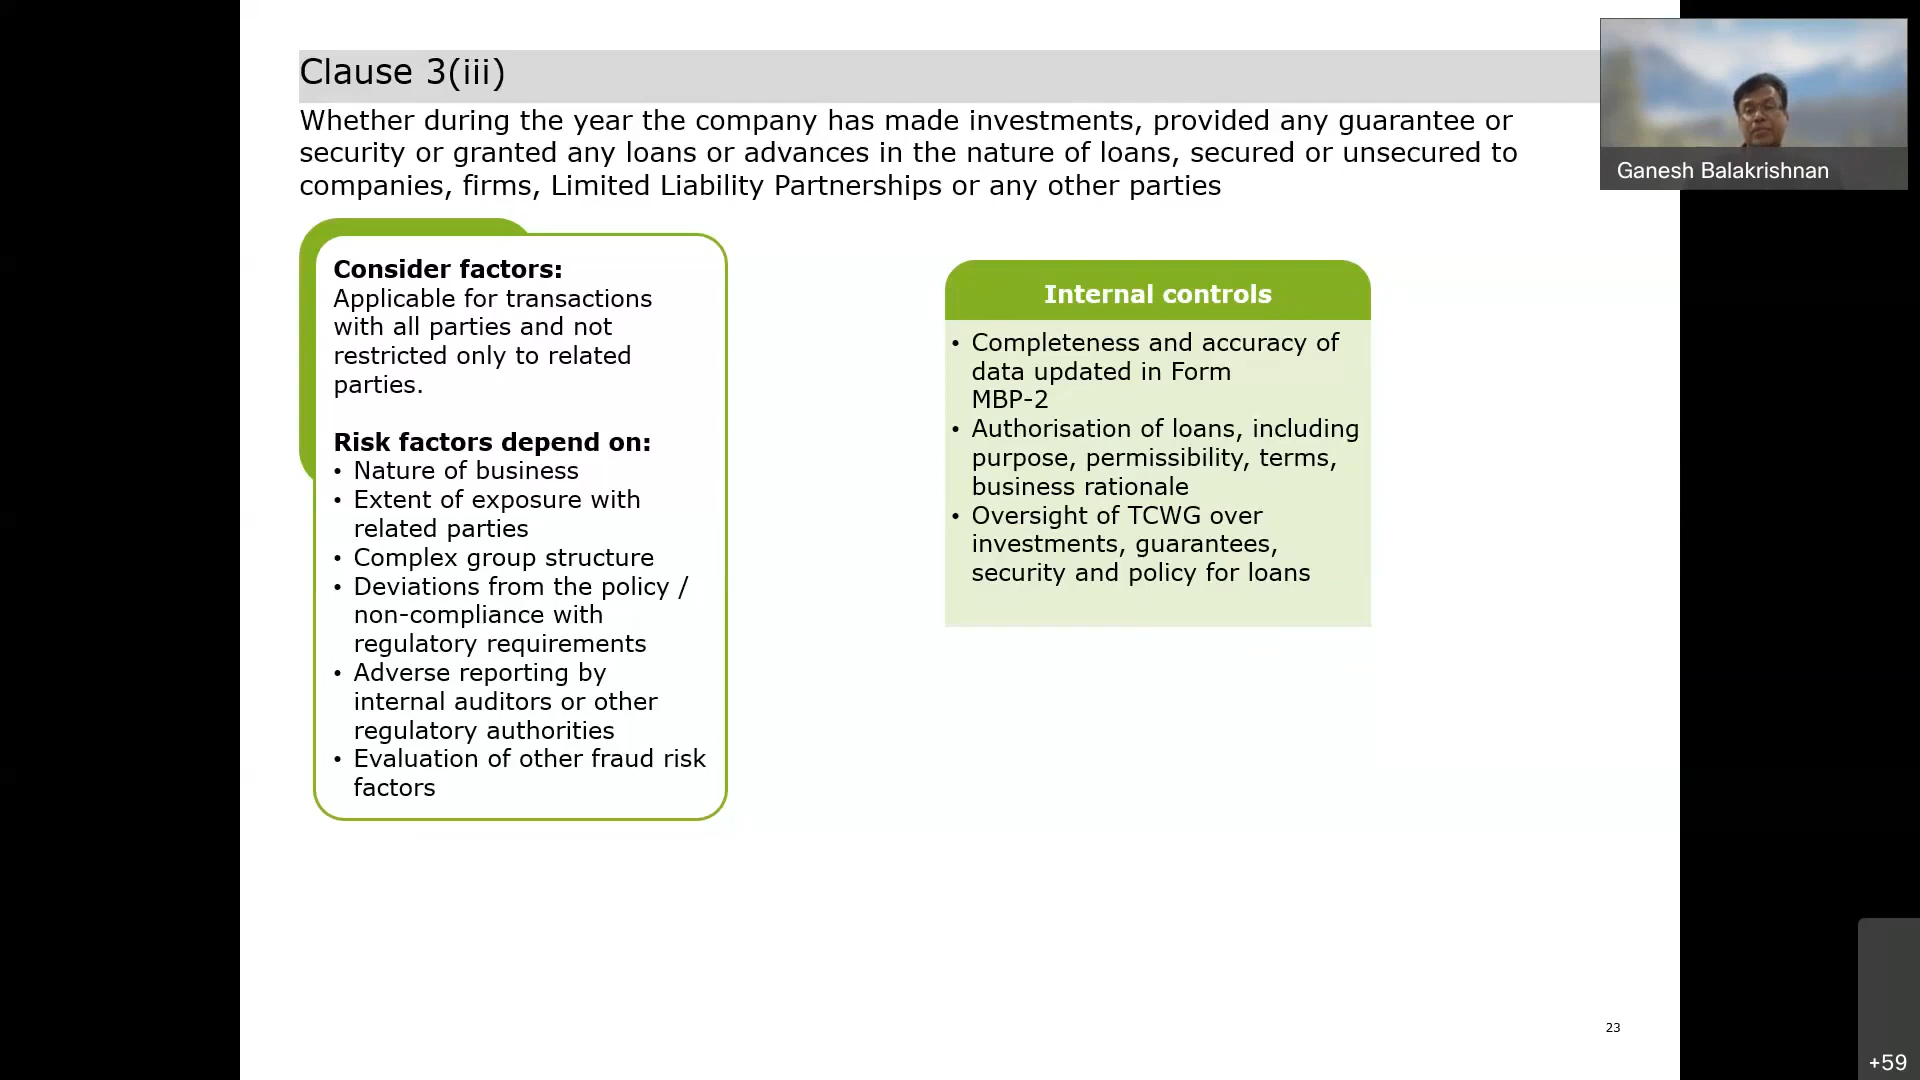 Clause 3(iii)
Whether during the year the company has made investments, provided any guarantee or
security or granted any loans or advances in the nature of loans, secured or unsecured to
companies, firms, Limited Liability Partnerships or any other parties
Ganesh Balakrishnan
Consider factors:
Applicable for transactions
with all parties and not
restricted only to related
parties.
Risk factors depend on:
• Nature of business
• Extent of exposure with
related parties
• Complex group structure
• Deviations from the policy /
non-compliance with
regulatory requirements
• Adverse reporting by
internal auditors or other
regulatory authorities
• Evaluation of other fraud risk
factors
Internal controls
• Completeness and accuracy of
data updated in Form
MBP-2
• Authorisation of loans, including
purpose, permissibility, terms,
business rationale
• Oversight of TCWG over
investments, guarantees,
security and policy for loans
23
+59